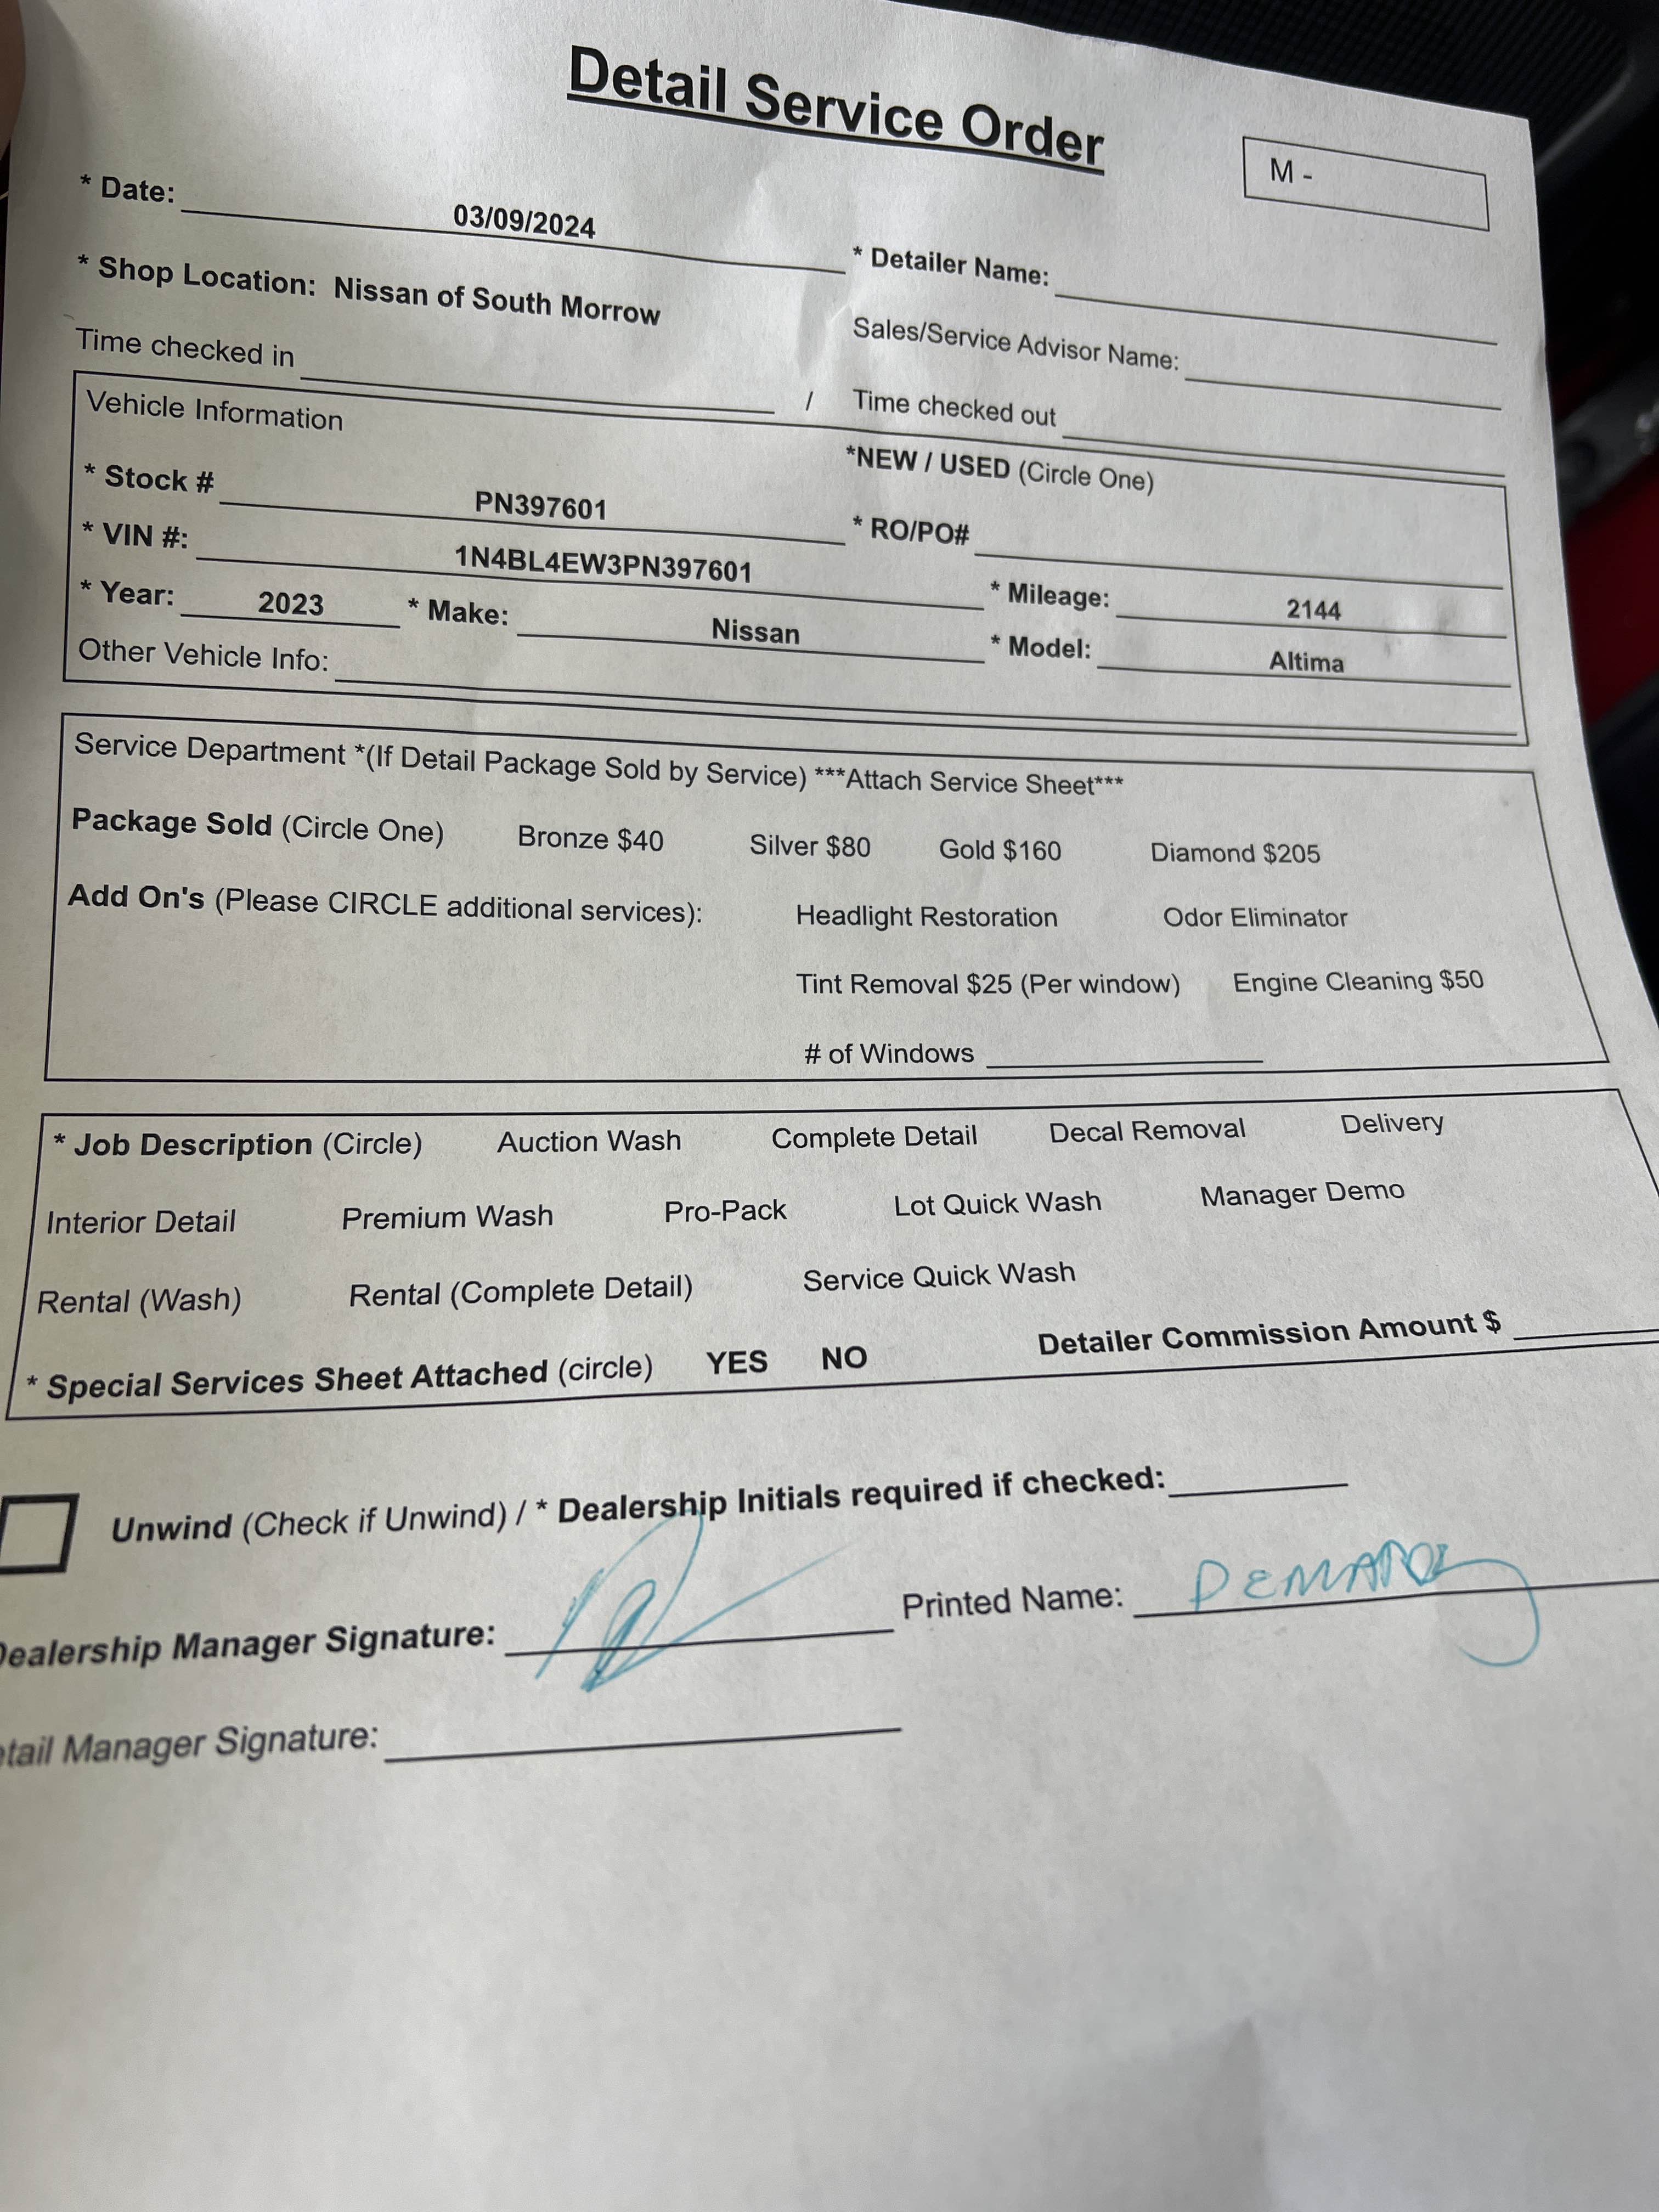 Detail Service Order
M -
* Date: 03/09/2024
* Detailer Name:
* Shop Location: Nissan of South Morrow
Sales/Service Advisor Name:
Time checked in / Time checked out
Vehicle Information
*NEW / USED (Circle One)
* Stock # PN397601
* RO/PO#
* VIN #: 1N4BL4EW3PN397601
* Mileage: 2144
* Year: 2023 * Make: Nissan * Model: Altima
Other Vehicle Info:
Service Department *(If Detail Package Sold by Service) ***Attach Service Sheet***
Package Sold (Circle One) Bronze $40 Silver $80 Gold $160 Diamond $205
Add On's (Please CIRCLE additional services): Headlight Restoration Odor Eliminator
Tint Removal $25 (Per window) Engine Cleaning $50
# of Windows
* Job Description (Circle) Auction Wash Complete Detail Decal Removal Delivery
Interior Detail Premium Wash Pro-Pack Lot Quick Wash Manager Demo
Rental (Wash) Rental (Complete Detail) Service Quick Wash
* Special Services Sheet Attached (circle) YES NO Detailer Commission Amount $
Unwind (Check if Unwind) / * Dealership Initials required if checked:
Dealership Manager Signature: Printed Name:
etail Manager Signature: